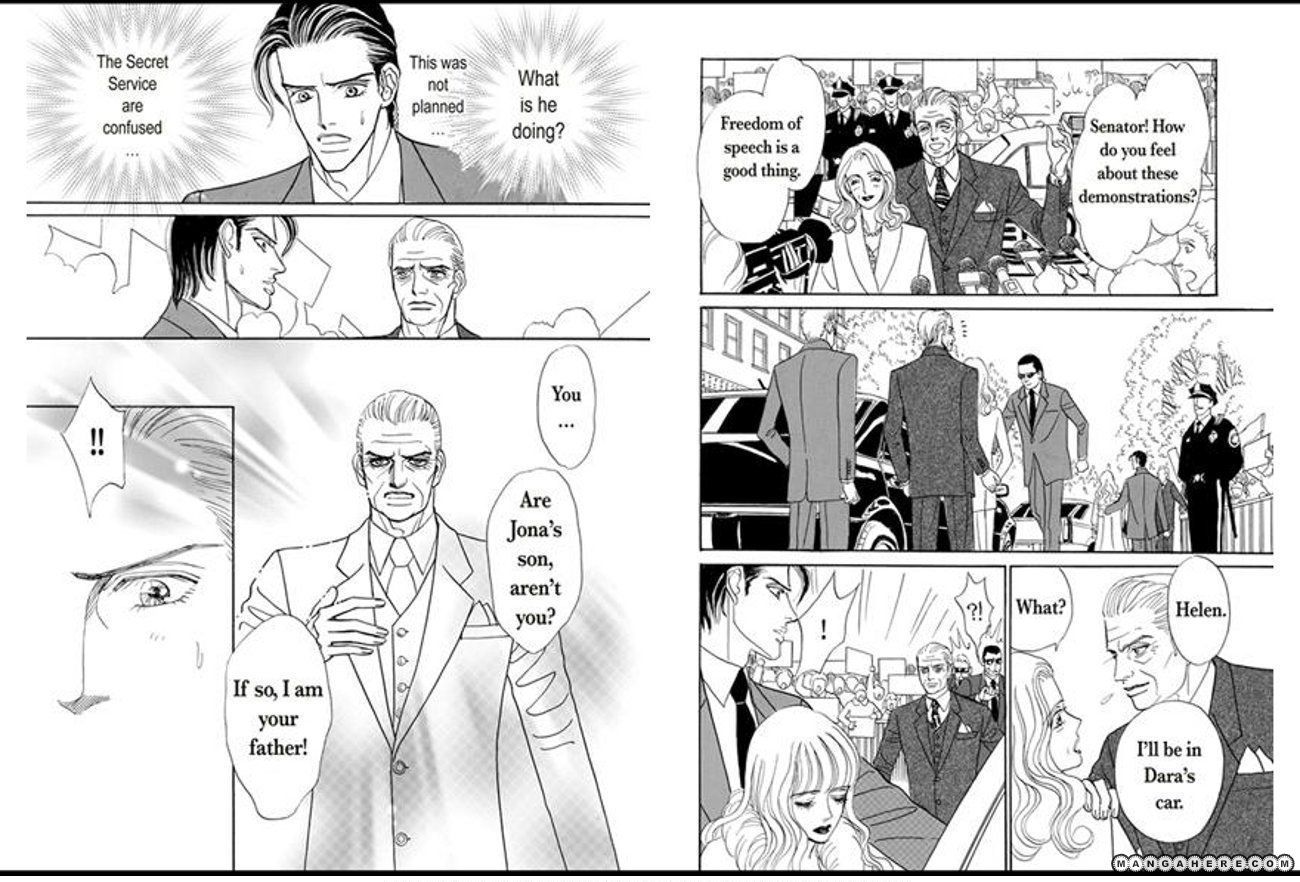 Senator! How
do you feel
about these
demonstrations?
Freedom of
speech is a
good thing.
Helen.
What?
I'll be in
Dara's
car.
?!
!
What
is he
doing?
This was
not
planned
...
The Secret
Service
are
confused
...
You
...
Are
Jona's
son,
aren't
you?
If so, I am
your
father!
!!
MANGAHERE.COM